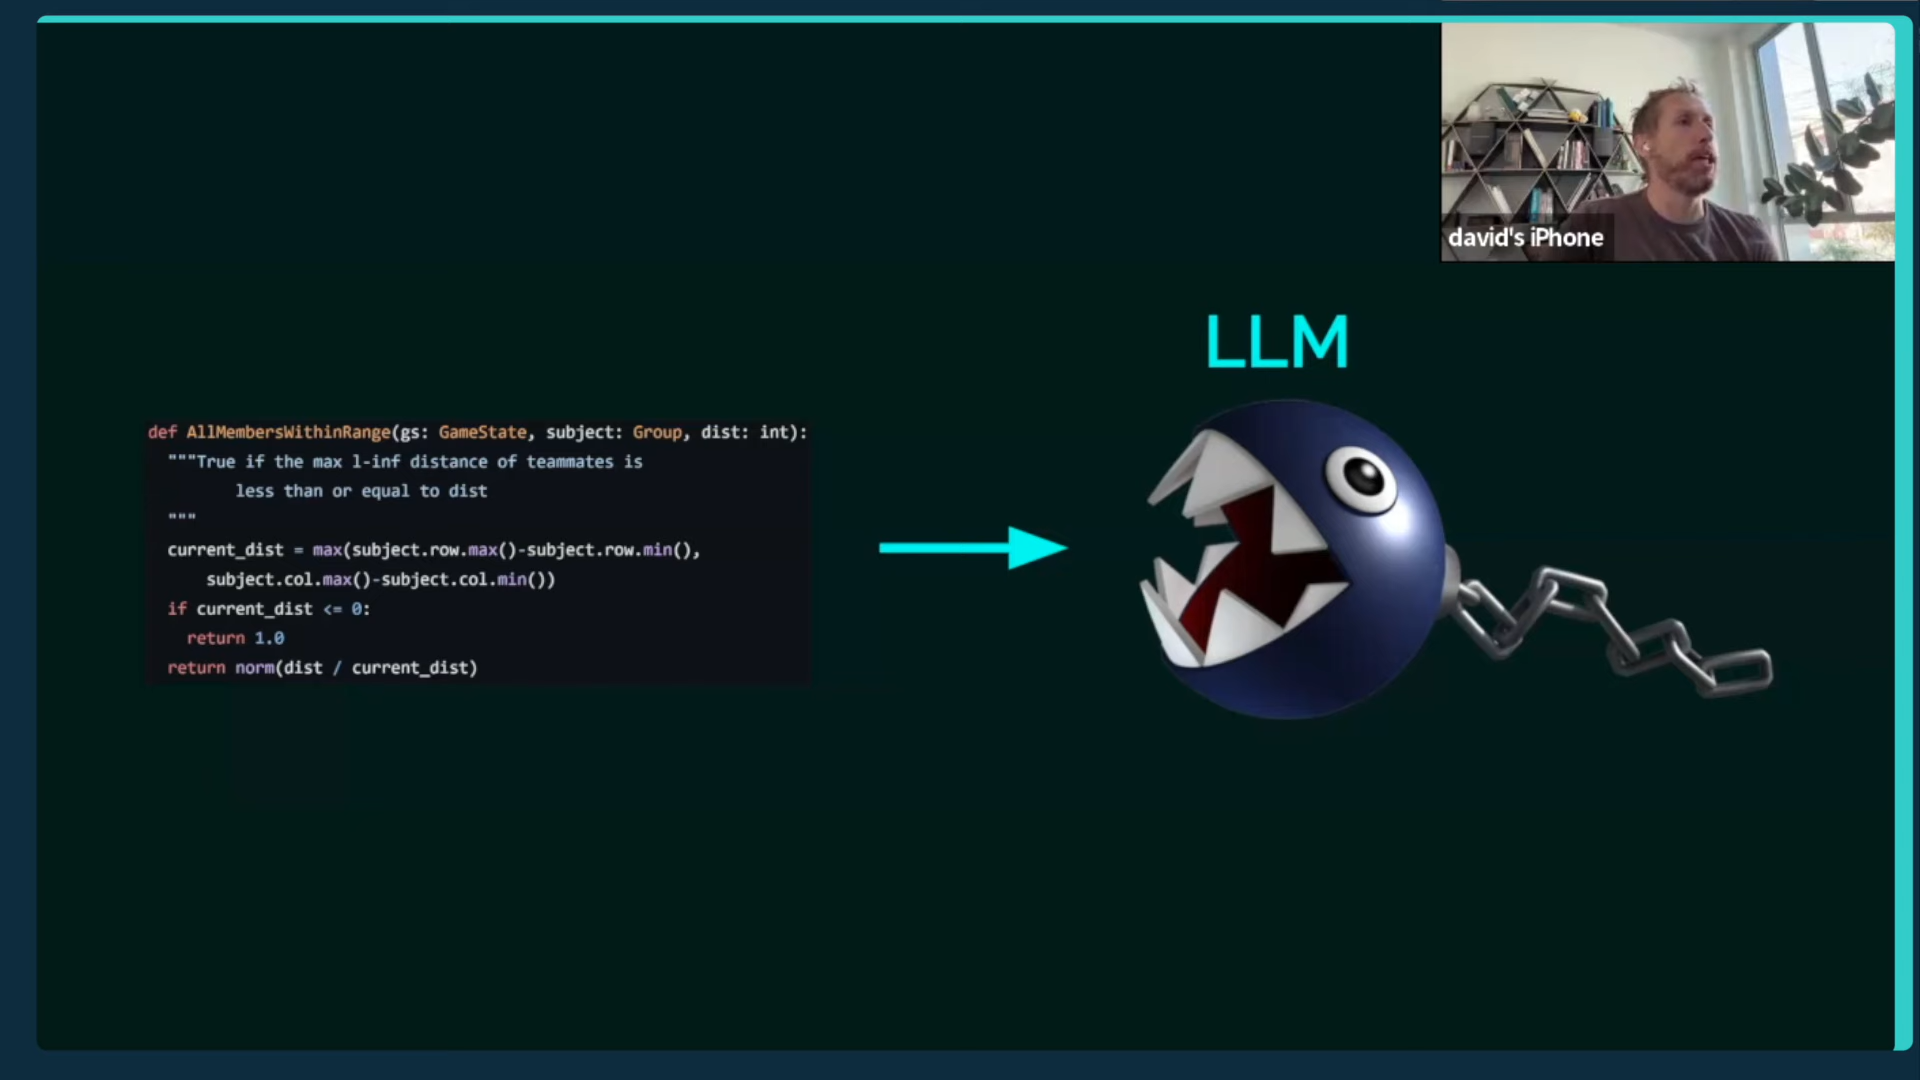 david's iPhone
LLM
def AllMembersWithinRange(gs: GameState, subject: Group, dist: int):
"""True if the max l-inf distance of teammates is
less than or equal to dist
"""
current_dist = max(subject.row.max()-subject.row.min(),
subject.col.max()-subject.col.min())
if current_dist <= 0:
return 1.0
return norm(dist / current_dist)